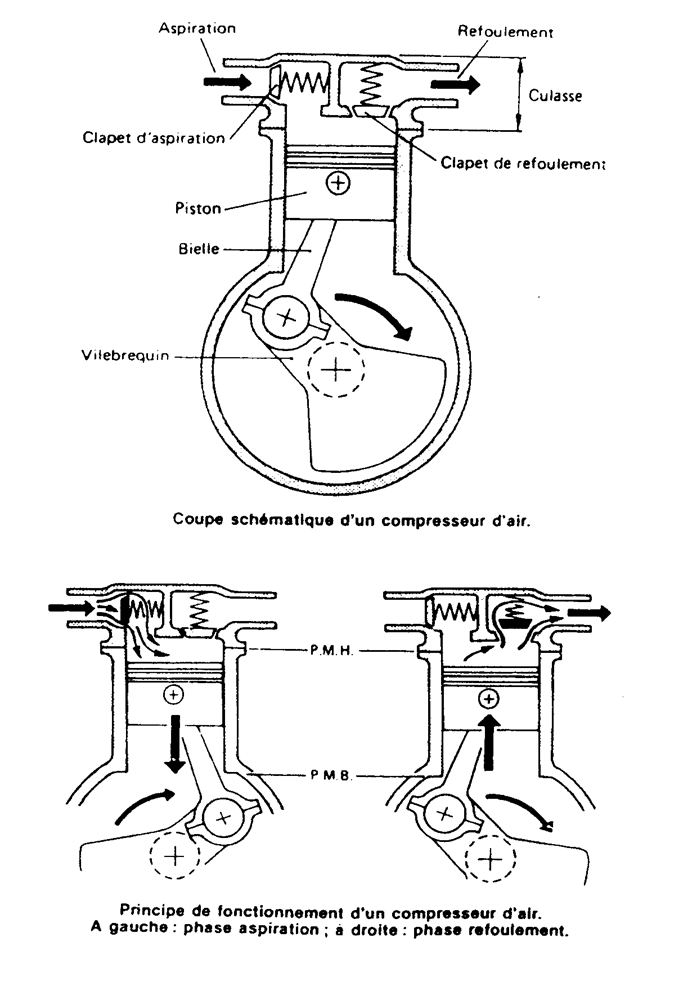 Aspiration
Refoulement
Culasse
Clapet d'aspiration
Clapet de refoulement
Piston
Bielle
Vilebrequin
Coupe schématique d'un compresseur d'air.
P.M.H.
P.M.B.
Principe de fonctionnement d'un compresseur d'air.
A gauche : phase aspiration ; à droite : phase refoulement.